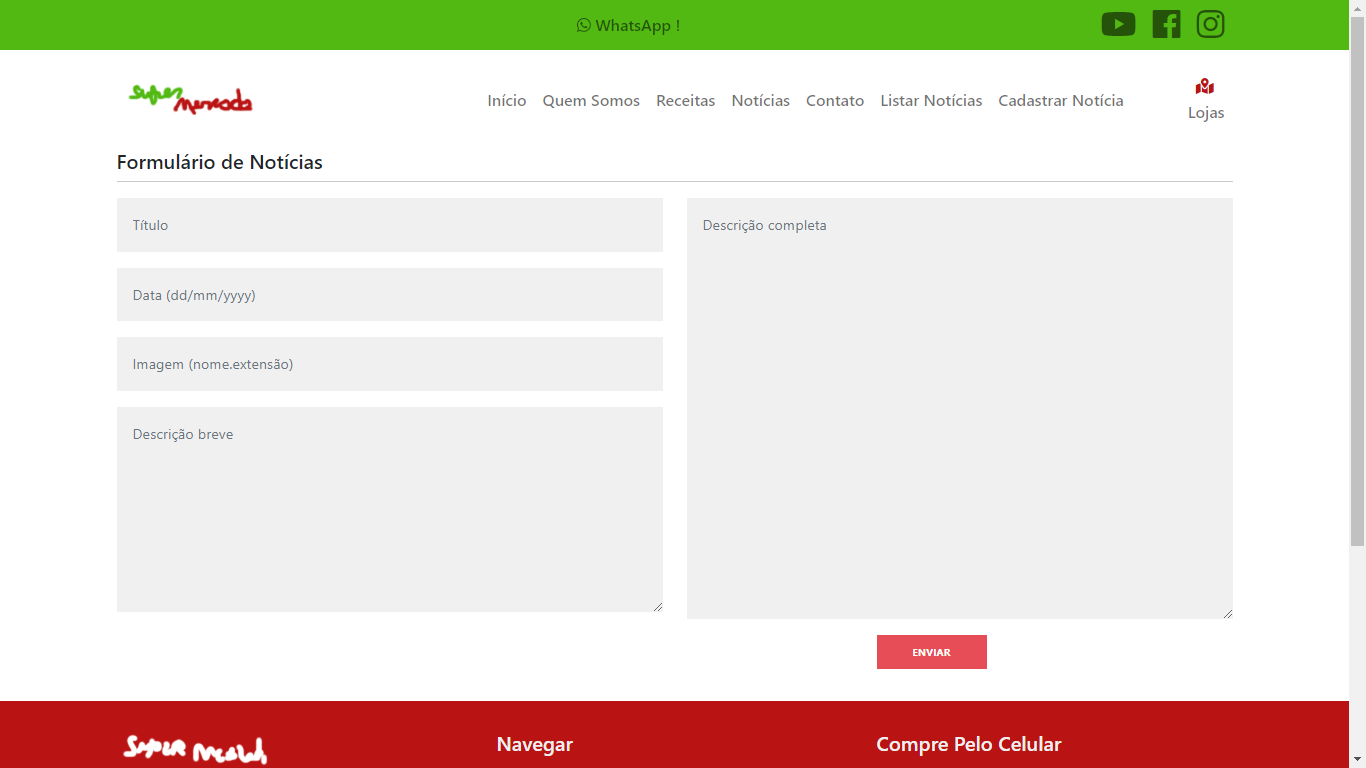 WhatsApp !
Super
Mercado
Início Quem Somos Receitas Notícias Contato Listar Notícias Cadastrar Notícia
Lojas
Formulário de Notícias
Título
Data (dd/mm/yyyy)
Imagem (nome.extensão)
Descrição breve
Descrição completa
ENVIAR
Super
Navegar
Compre Pelo Celular